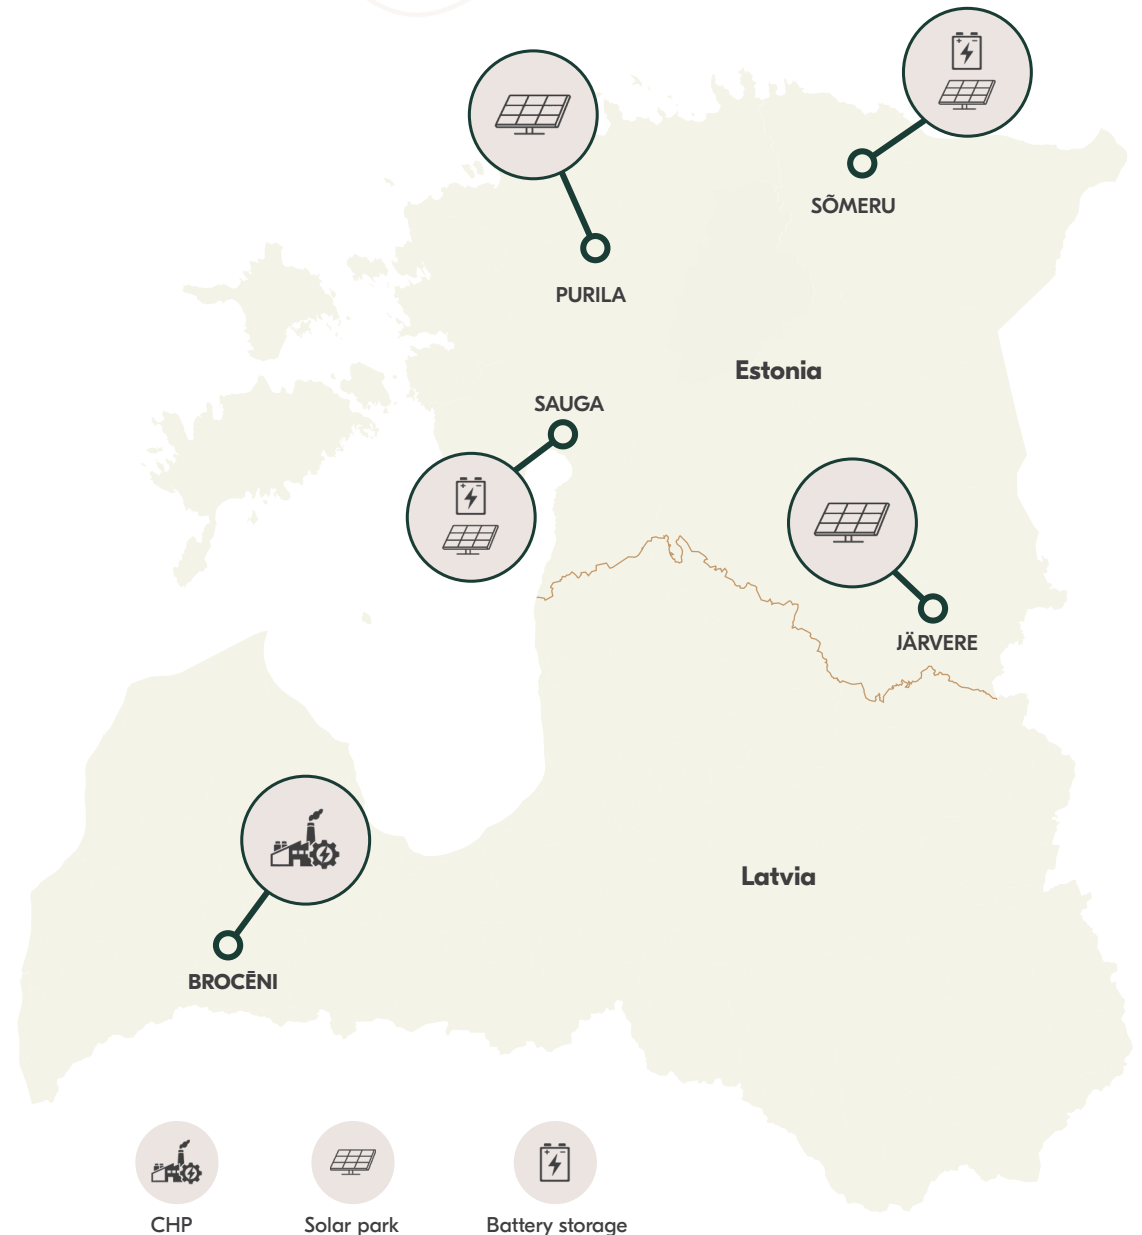 SÕMERU
PURILA
Estonia
SAUGA
JÄRVERE
Latvia
BROCĒNI
CHP
Solar park
Battery storage